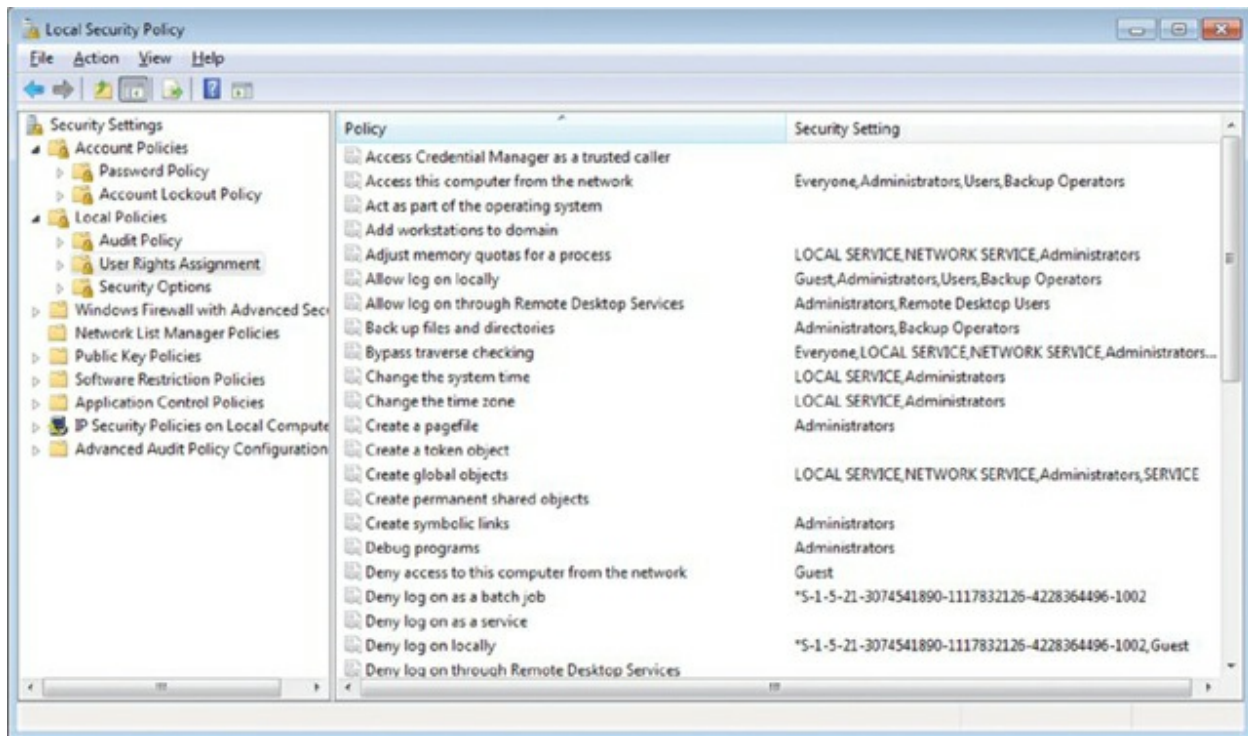 Local Security Policy
File Action View Help
Security Settings
Account Policies
Password Policy
Account Lockout Policy
Local Policies
Audit Policy
User Rights Assignment
Security Options
Windows Firewall with Advanced Sec
Network List Manager Policies
Public Key Policies
Software Restriction Policies
Application Control Policies
IP Security Policies on Local Compute
Advanced Audit Policy Configuration
Policy Security Setting
Access Credential Manager as a trusted caller
Access this computer from the network Everyone,Administrators,Users,Backup Operators
Act as part of the operating system
Add workstations to domain
Adjust memory quotas for a process LOCAL SERVICE,NETWORK SERVICE,Administrators
Allow log on locally Guest,Administrators,Users,Backup Operators
Allow log on through Remote Desktop Services Administrators,Remote Desktop Users
Back up files and directories Administrators,Backup Operators
Bypass traverse checking Everyone,LOCAL SERVICE,NETWORK SERVICE,Administrators...
Change the system time LOCAL SERVICE,Administrators
Change the time zone LOCAL SERVICE,Administrators
Create a pagefile Administrators
Create a token object
Create global objects LOCAL SERVICE,NETWORK SERVICE,Administrators,SERVICE
Create permanent shared objects
Create symbolic links Administrators
Debug programs Administrators
Deny access to this computer from the network Guest
Deny log on as a batch job *S-1-5-21-3074541890-1117832126-4228364496-1002
Deny log on as a service
Deny log on locally *S-1-5-21-3074541890-1117832126-4228364496-1002,Guest
Deny log on through Remote Desktop Services